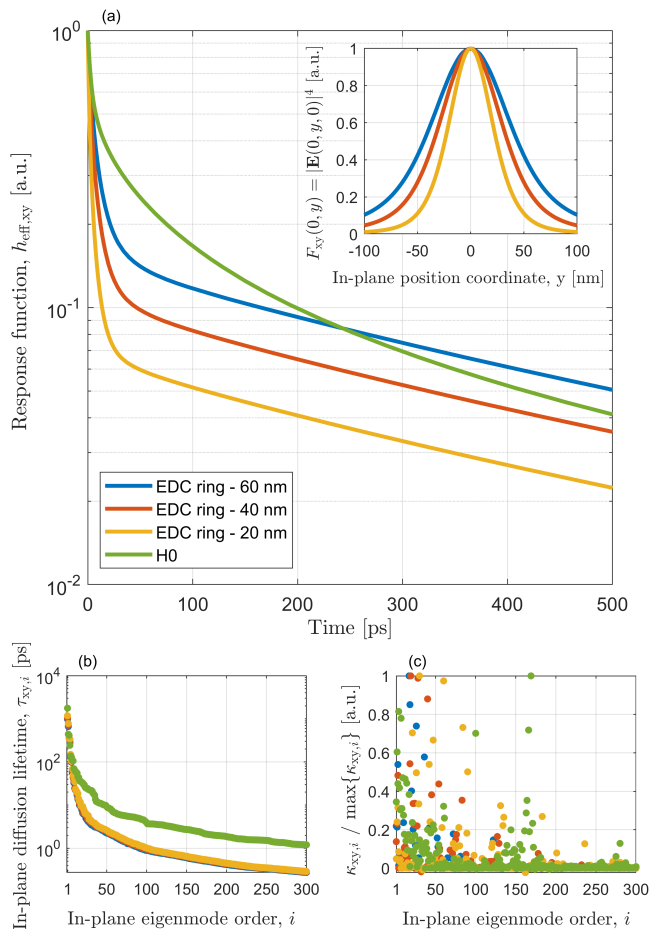 (a)
10^0
10^-1
10^-2
Response function, h_eff,xy [a.u.]
0 100 200 300 400 500
Time [ps]
EDC ring - 60 nm
EDC ring - 40 nm
EDC ring - 20 nm
H0
F_xy(0, y) = |E(0, y, 0)|^4 [a.u.]
1
0.8
0.6
0.4
0.2
0
-100 -50 0 50 100
In-plane position coordinate, y [nm]
(b)
In-plane diffusion lifetime, τ_xy,i [ps]
10^4
10^2
10^0
1 50 100 150 200 250 300
In-plane eigenmode order, i
(c)
κ_xy,i / max{κ_xy,i} [a.u.]
1
0.8
0.6
0.4
0.2
0
1 50 100 150 200 250 300
In-plane eigenmode order, i